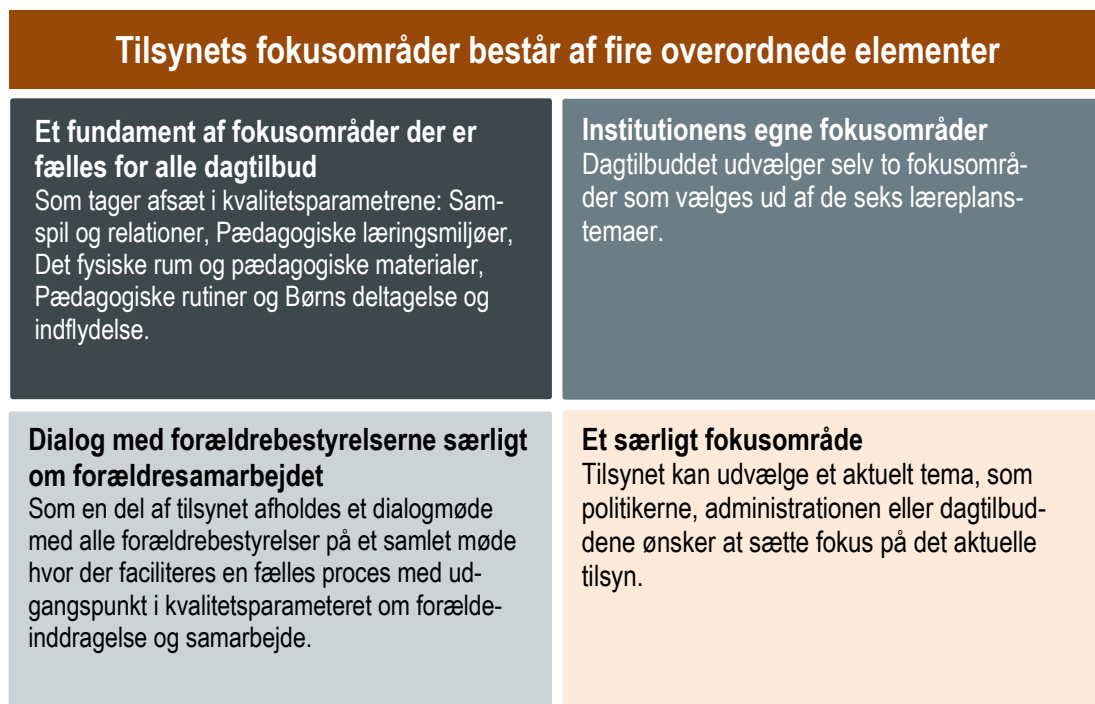 Tilsynets fokusområder består af fire overordnede elementer
Et fundament af fokusområder der er
fælles for alle dagtilbud
Som tager afsæt i kvalitetsparametrene: Sam-
spil og relationer, Pædagogiske læringsmiljøer,
Det fysiske rum og pædagogiske materialer,
Pædagogiske rutiner og Børns deltagelse og
indflydelse.
Institutionens egne fokusområder
Dagtilbuddet udvælger selv to fokusområ-
der som vælges ud af de seks læreplans-
temaer.
Dialog med forældrebestyrelserne særligt
om forældresamarbejdet
Som en del af tilsynet afholdes et dialogmøde
med alle forældrebestyrelser på et samlet møde
hvor der faciliteres en fælles proces med ud-
gangspunkt i kvalitetsparameteret om forælde-
inddragelse og samarbejde.
Et særligt fokusområde
Tilsynet kan udvælge et aktuelt tema, som
politikerne, administrationen eller dagtilbud-
dene ønsker at sætte fokus på det aktuelle
tilsyn.